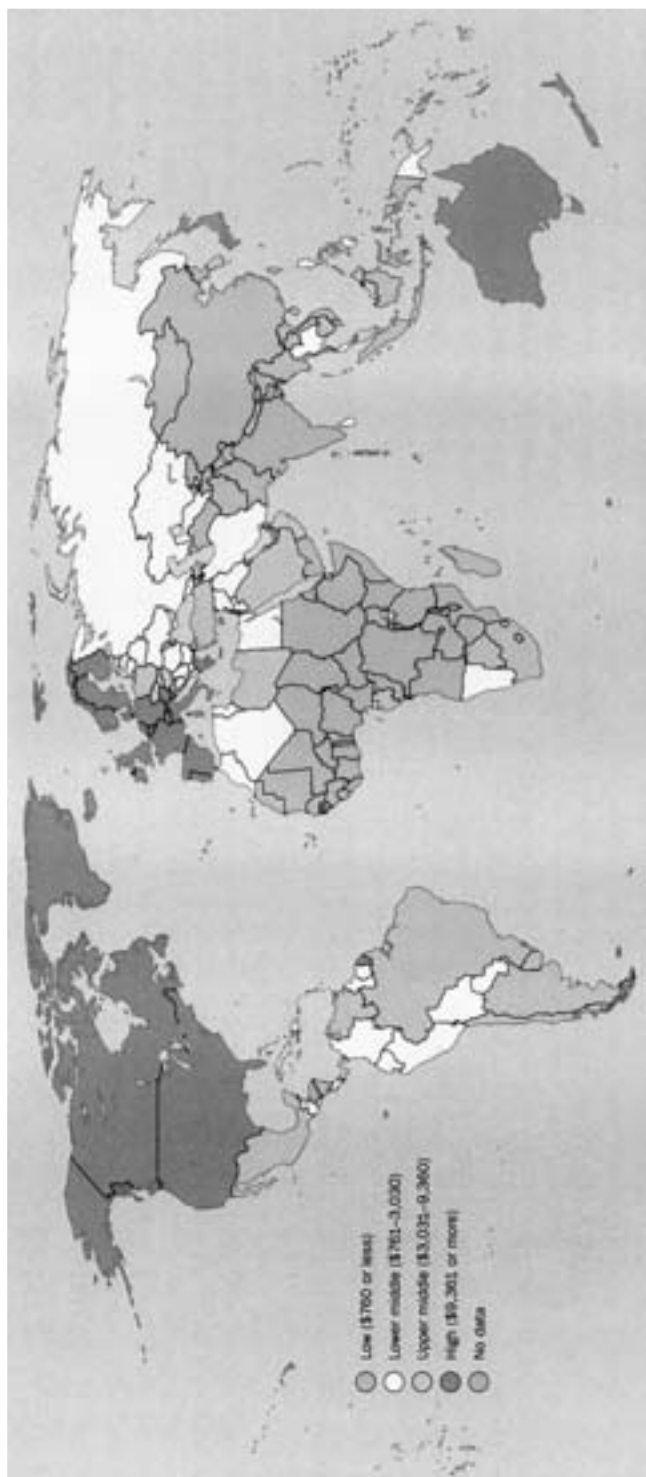 Low ($760 or less)
Lower middle ($761–3,030)
Upper middle ($3,031–9,360)
High ($9,361 or more)
No data